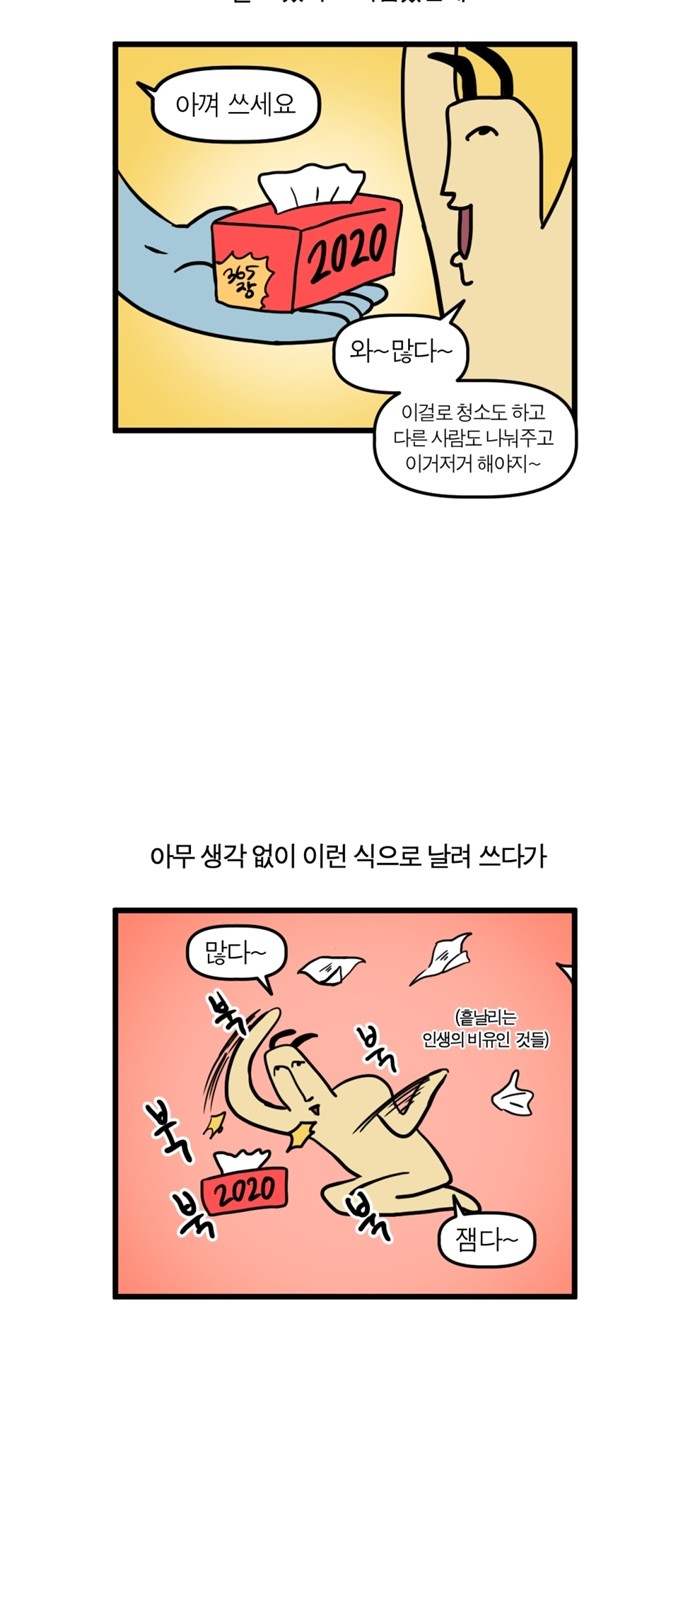 아껴 쓰세요
2020
365
장
와~많다~
이걸로 청소도 하고
다른 사람도 나눠주고
이거저거 해야지~
아무 생각 없이 이런 식으로 날려 쓰다가
많다~
북
북
(흩날리는
인생의 비유인 것들)
북
2020
북
북
잼다~